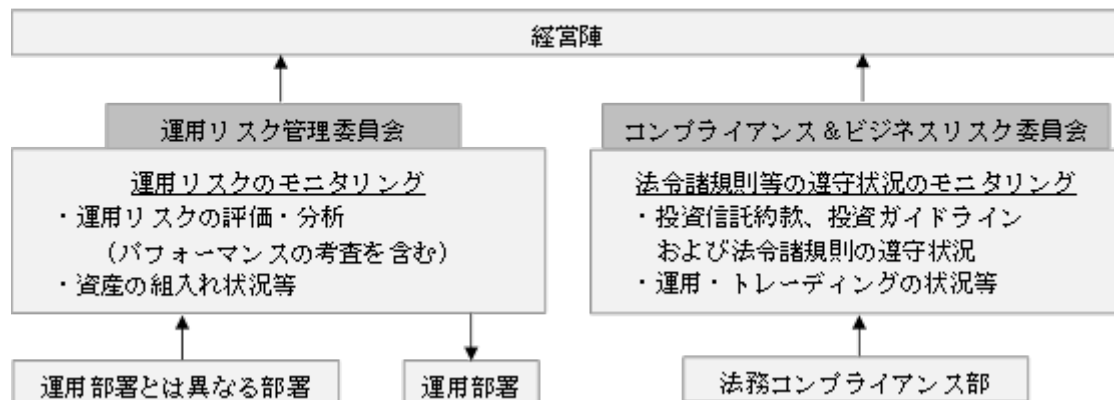 経営陣
運用リスク管理委員会
運用リスクのモニタリング
・運用リスクの評価・分析
(パフォーマンスの考査を含む)
・資産の組入れ状況等
運用部署とは異なる部署
運用部署
コンプライアンス&ビジネスリスク委員会
法令諸規則等の遵守状況のモニタリング
・投資信託約款、投資ガイドライン
および法令諸規則の遵守状況
・運用・トレーディングの状況等
法務コンプライアンス部